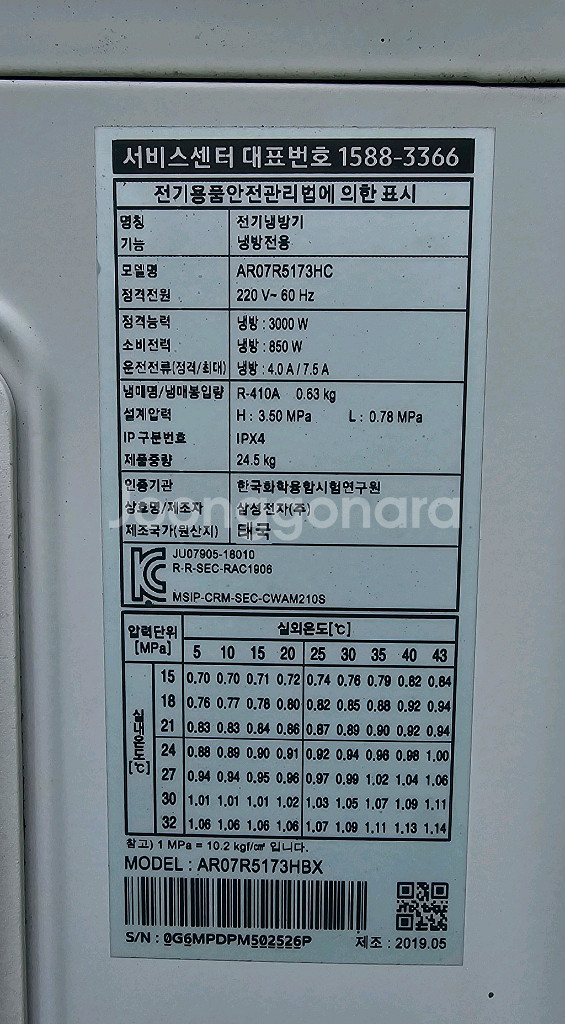 서비스센터 대표번호 1588-3366
전기용품안전관리법에 의한 표시
명칭 전기냉방기
기능 냉방전용
모델명 AR07R5173HC
정격전원 220 V~ 60 Hz
정격능력 냉방 : 3000 W
소비전력 냉방 : 850 W
운전전류(정격/최대) 냉방 : 4.0 A / 7.5 A
냉매명/냉매봉입량 R-410A 0.63 kg
설계압력 H : 3.50 MPa L : 0.78 MPa
IP 구분번호 IPX4
제품중량 24.5 kg
인증기관 한국화학융합시험연구원
상호명/제조자 삼성전자(주)
제조국가(원산지) 태국
Joonggonara
JU07905-18010
R-R-SEC-RAC1906
MSIP-CRM-SEC-CWAM210S
압력단위 [MPa] 실외온도[℃]
5 10 15 20 25 30 35 40 43
실내온도[℃]
15 0.70 0.70 0.71 0.72 0.74 0.76 0.79 0.82 0.84
18 0.76 0.77 0.78 0.80 0.82 0.85 0.88 0.92 0.94
21 0.83 0.83 0.84 0.86 0.87 0.89 0.90 0.92 0.94
24 0.88 0.89 0.90 0.91 0.92 0.94 0.96 0.98 1.00
27 0.94 0.94 0.95 0.96 0.97 0.99 1.02 1.04 1.06
30 1.01 1.01 1.01 1.02 1.03 1.05 1.07 1.09 1.11
32 1.06 1.06 1.06 1.06 1.07 1.09 1.11 1.13 1.14
참고) 1 MPa = 10.2 kgf/㎠ 입니다.
MODEL : AR07R5173HBX
S/N : 0G6MPDPM502526P 제조 : 2019.05